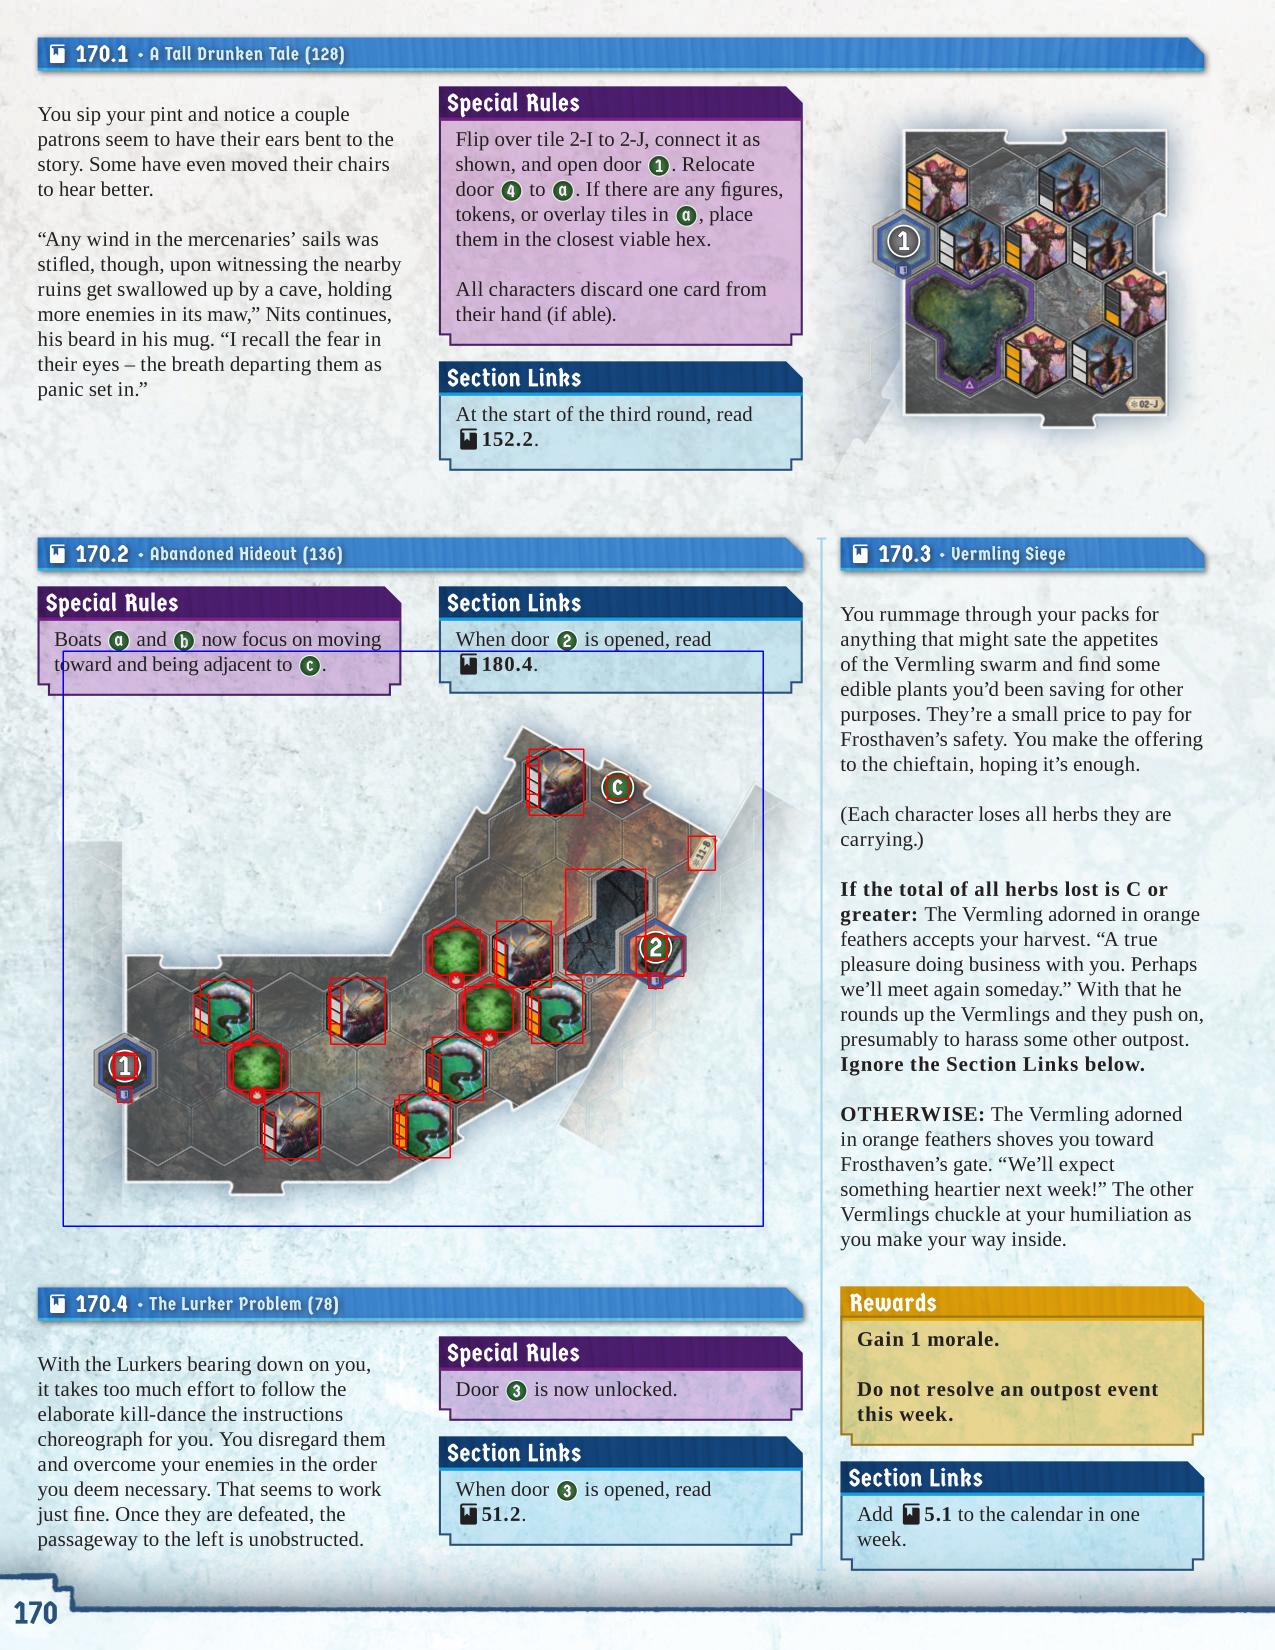 170.1 • A Tall Drunken Tale (128)
You sip your pint and notice a couple
patrons seem to have their ears bent to the
story. Some have even moved their chairs
to hear better.
“Any wind in the mercenaries’ sails was
stifled, though, upon witnessing the nearby
ruins get swallowed up by a cave, holding
more enemies in its maw,” Nits continues,
his beard in his mug. “I recall the fear in
their eyes – the breath departing them as
panic set in.”
Special Rules
Flip over tile 2-I to 2-J, connect it as
shown, and open door 1. Relocate
door 4 to a. If there are any figures,
tokens, or overlay tiles in a, place
them in the closest viable hex.
All characters discard one card from
their hand (if able).
Section Links
At the start of the third round, read
152.2.
1
02-J
170.2 • Abandoned Hideout (136)
Special Rules
Boats a and b now focus on moving
toward and being adjacent to c.
Section Links
When door 2 is opened, read
180.4.
c
11-B
2
1
170.3 • Vermling Siege
You rummage through your packs for
anything that might sate the appetites
of the Vermling swarm and find some
edible plants you’d been saving for other
purposes. They’re a small price to pay for
Frosthaven’s safety. You make the offering
to the chieftain, hoping it’s enough.
(Each character loses all herbs they are
carrying.)
If the total of all herbs lost is C or
greater: The Vermling adorned in orange
feathers accepts your harvest. “A true
pleasure doing business with you. Perhaps
we’ll meet again someday.” With that he
rounds up the Vermlings and they push on,
presumably to harass some other outpost.
Ignore the Section Links below.
OTHERWISE: The Vermling adorned
in orange feathers shoves you toward
Frosthaven’s gate. “We’ll expect
something heartier next week!” The other
Vermlings chuckle at your humiliation as
you make your way inside.
Rewards
Gain 1 morale.
Do not resolve an outpost event
this week.
Section Links
Add 5.1 to the calendar in one
week.
170.4 • The Lurker Problem (78)
With the Lurkers bearing down on you,
it takes too much effort to follow the
elaborate kill-dance the instructions
choreograph for you. You disregard them
and overcome your enemies in the order
you deem necessary. That seems to work
just fine. Once they are defeated, the
passageway to the left is unobstructed.
Special Rules
Door 3 is now unlocked.
Section Links
When door 3 is opened, read
51.2.
170